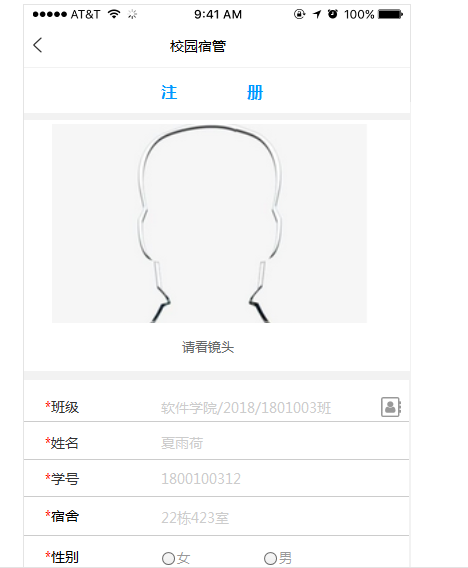 AT&T 9:41 AM 100%
校园宿管
注 册
请看镜头
*班级 软件学院/2018/1801003班
*姓名 夏雨荷
*学号 1800100312
*宿舍 22栋423室
*性别 女 男